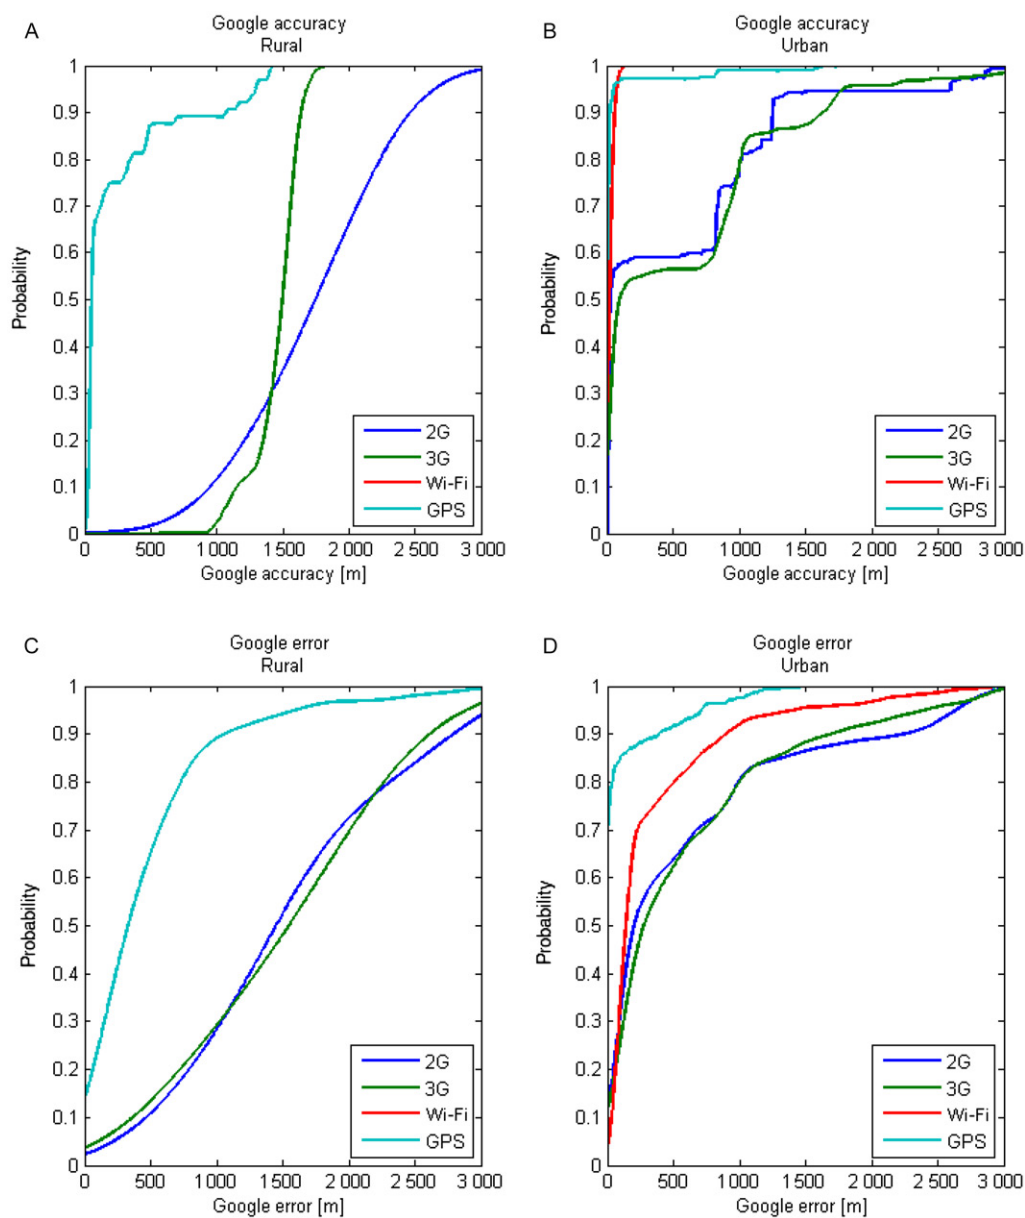 A
Google accuracy
Rural
1
0.9
0.8
0.7
0.6
0.5
0.4
0.3
0.2
0.1
0
Probability
2G
3G
Wi-Fi
GPS
0 500 1 000 1 500 2 000 2 500 3 000
Google accuracy [m]
B
Google accuracy
Urban
1
0.9
0.8
0.7
0.6
0.5
0.4
0.3
0.2
0.1
0
Probability
2G
3G
Wi-Fi
GPS
0 500 1 000 1 500 2 000 2 500 3 000
Google accuracy [m]
C
Google error
Rural
1
0.9
0.8
0.7
0.6
0.5
0.4
0.3
0.2
0.1
0
Probability
2G
3G
Wi-Fi
GPS
0 500 1 000 1 500 2 000 2 500 3 000
Google error [m]
D
Google error
Urban
1
0.9
0.8
0.7
0.6
0.5
0.4
0.3
0.2
0.1
0
Probability
2G
3G
Wi-Fi
GPS
0 500 1 000 1 500 2 000 2 500 3 000
Google error [m]